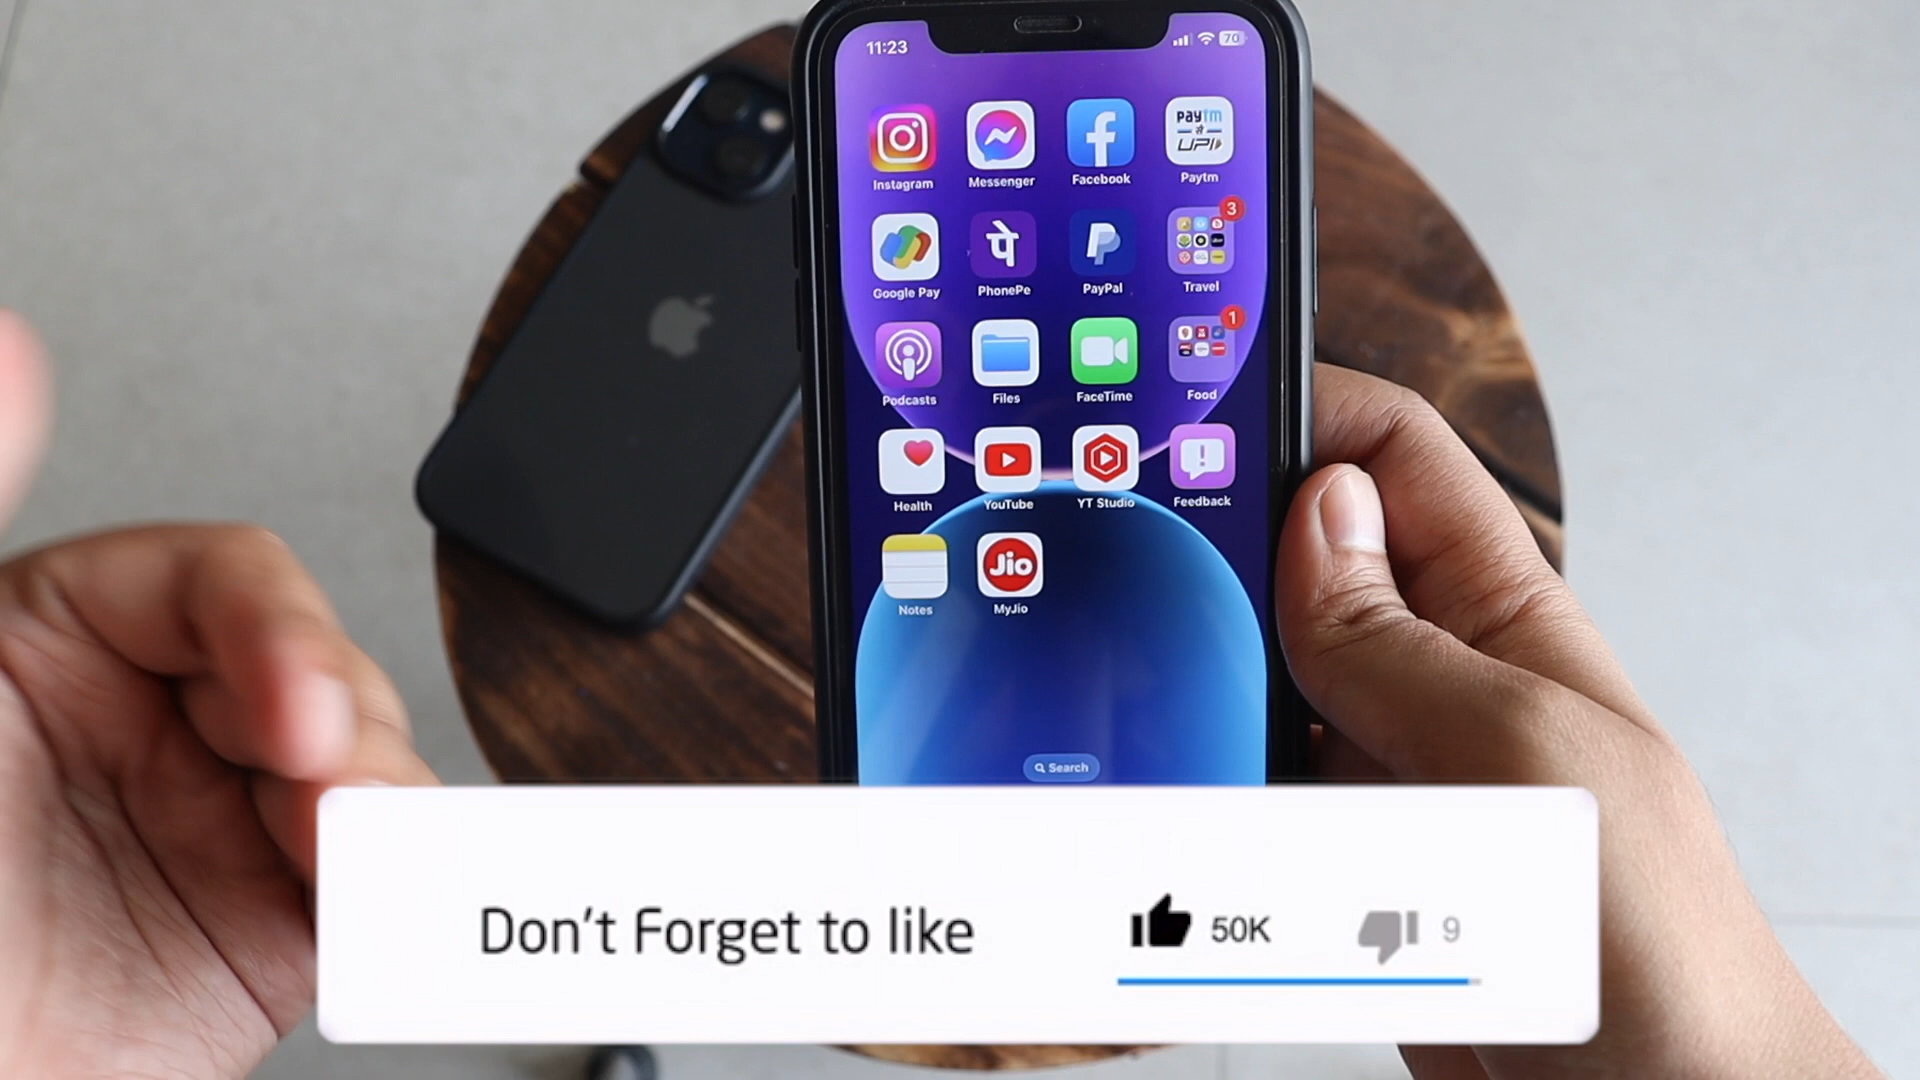 11:23
70
paytm
से
UPI
Instagram Messenger Facebook Paytm
3
पे
Google Pay PhonePe PayPal Travel
1
Podcasts Files FaceTime Food
Health YouTube YT Studio Feedback
Jio
Notes MyJio
Search
Don't Forget to like 50K 9